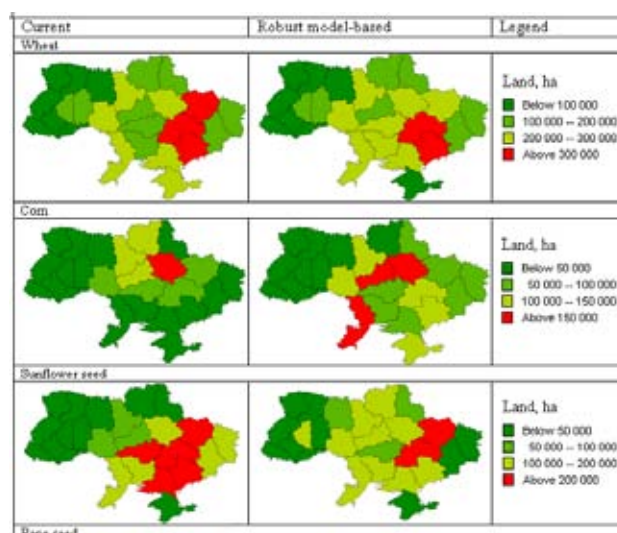 Current Robust model-based Legend
Wheat
Land, ha
Below 100 000
100 000 – 200 000
200 000 – 300 000
Above 300 000
Corn
Land, ha
Below 50 000
50 000 – 100 000
100 000 – 150 000
Above 150 000
Sunflower seed
Land, ha
Below 50 000
50 000 – 100 000
100 000 – 200 000
Above 200 000
Rape seed